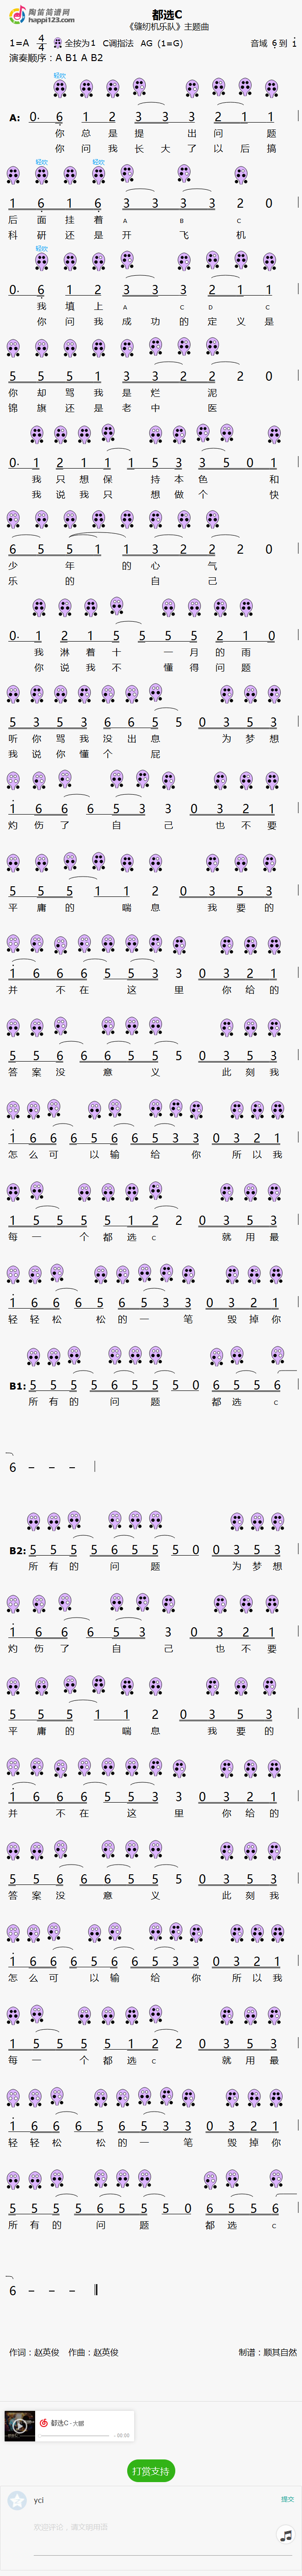 陶笛简谱网
happi123.com
都选C
《缝纫机乐队》主题曲
1=A 4/4 全按为1 C调指法 AG (1=G) 音域 6 到 1
演奏顺序：A B1 A B2
轻吹
A: 0· 6 1 2 3 3 3 2 1 1
你 总 是 提 出 问 题
你 问 我 长 大 了 以 后 搞
轻吹 轻吹
1 6 1 6 3 3 3 3 2 0
后 面 挂 着 A B C
科 研 还 是 开 飞 机
轻吹
0· 6 1 2 3 3 3 2 1 1
我 填 上 A C D C
你 问 我 成 功 的 定 义 是
5 5 5 1 3 3 2 2 2 0
你 却 骂 我 是 烂 泥
锦 旗 还 是 老 中 医
0· 1 2 1 1 1 5 3 3 5 0 1
我 只 想 保 持 本 色 和
我 说 我 只 想 做 个 快
6 5 5 1 1 3 2 2 2 0
少 年 的 心 气
乐 的 自 己
0· 1 2 1 5 5 5 5 2 1 0
我 淋 着 十 一 月 的 雨
你 说 我 不 懂 得 问 题
5 3 5 3 6 6 5 5 0 3 5 3
听 你 骂 我 没 出 息 为 梦 想
我 说 你 懂 个 屁
1 6 6 6 5 3 3 0 3 2 1
灼 伤 了 自 己 也 不 要
5 5 5 1 1 2 0 3 5 3
平 庸 的 喘 息 我 要 的
1 6 6 6 5 5 3 3 0 3 2 1
并 不 在 这 里 你 给 的
5 5 6 6 6 5 5 5 0 3 5 3
答 案 没 意 义 此 刻 我
1 6 6 6 5 6 6 5 3 3 0 3 2 1
怎 么 可 以 输 给 你 所 以 我
1 5 5 5 5 1 2 2 0 3 5 3
每 一 个 都 选 C 就 用 最
1 6 6 6 5 6 5 3 3 0 3 2 1
轻 轻 松 松 的 一 笔 毁 掉 你
B1: 5 5 5 5 6 5 5 5 0 6 5 5 6
所 有 的 问 题 都 选 C
6 – – –
B2: 5 5 5 5 6 5 5 5 0 0 3 5 3
所 有 的 问 题 为 梦 想
1 6 6 6 5 3 3 0 3 2 1
灼 伤 了 自 己 也 不 要
5 5 5 1 1 2 0 3 5 3
平 庸 的 喘 息 我 要 的
1 6 6 6 5 5 3 3 0 3 2 1
并 不 在 这 里 你 给 的
5 5 6 6 6 5 5 5 0 3 5 3
答 案 没 意 义 此 刻 我
1 6 6 6 5 6 6 5 3 3 0 3 2 1
怎 么 可 以 输 给 你 所 以 我
1 5 5 5 5 1 2 2 0 3 5 3
每 一 个 都 选 C 就 用 最
1 6 6 6 5 6 5 3 3 0 3 2 1
轻 轻 松 松 的 一 笔 毁 掉 你
5 5 5 5 6 5 5 5 0 6 5 5 6
所 有 的 问 题 都 选 C
6 – – –
作词：赵英俊 作曲：赵英俊 制谱：顾其自然
都选C - 大鹏
00:00
打赏支持
yci 提交